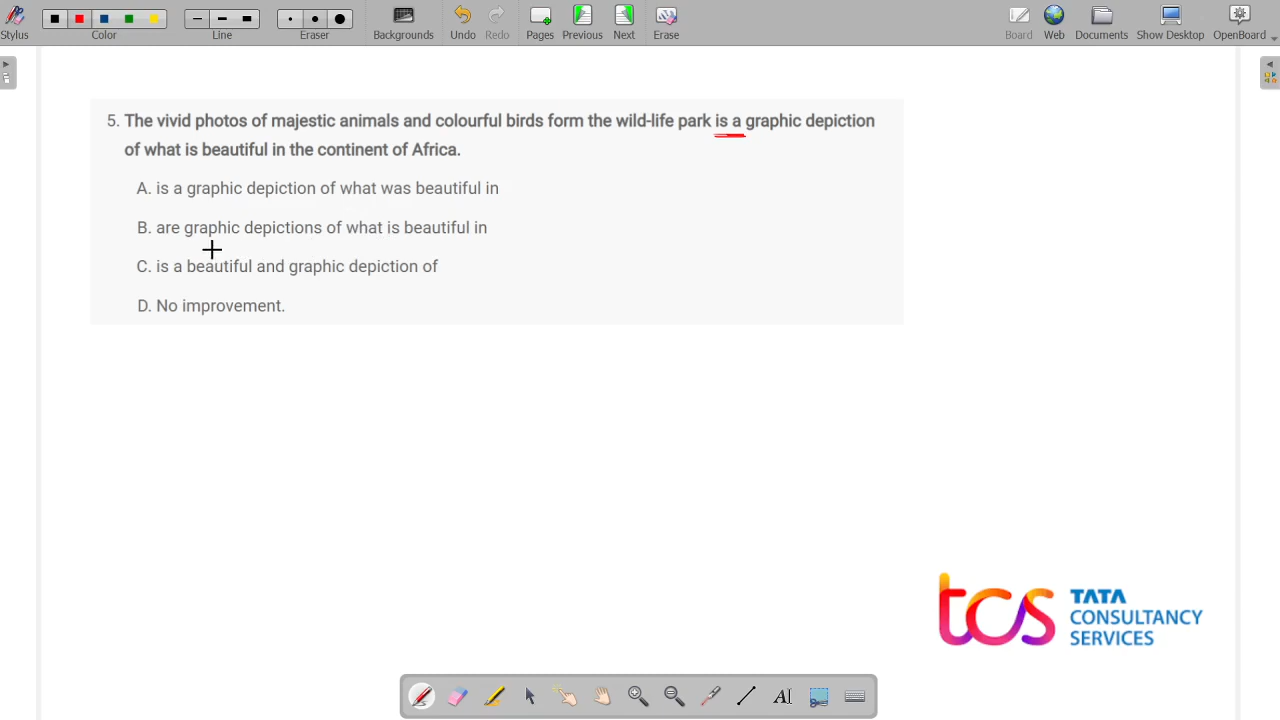 Stylus Color Line Eraser Backgrounds Undo Redo Pages Previous Next Erase Board Web Documents Show Desktop OpenBoard
5. The vivid photos of majestic animals and colourful birds form the wild-life park is a graphic depiction
of what is beautiful in the continent of Africa.
A. is a graphic depiction of what was beautiful in
B. are graphic depictions of what is beautiful in
C. is a beautiful and graphic depiction of
D. No improvement.
tcs TATA
CONSULTANCY
SERVICES
AI